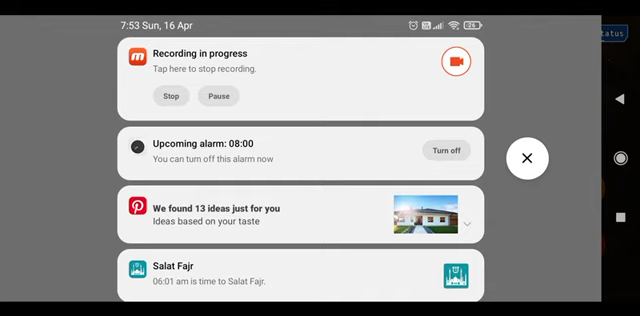 7:53 Sun, 16 Apr
26
tatus
Recording in progress
Tap here to stop recording.
Stop Pause
Upcoming alarm: 08:00
You can turn off this alarm now
Turn off
We found 13 ideas just for you
Ideas based on your taste
Salat Fajr
06:01 am is time to Salat Fajr.